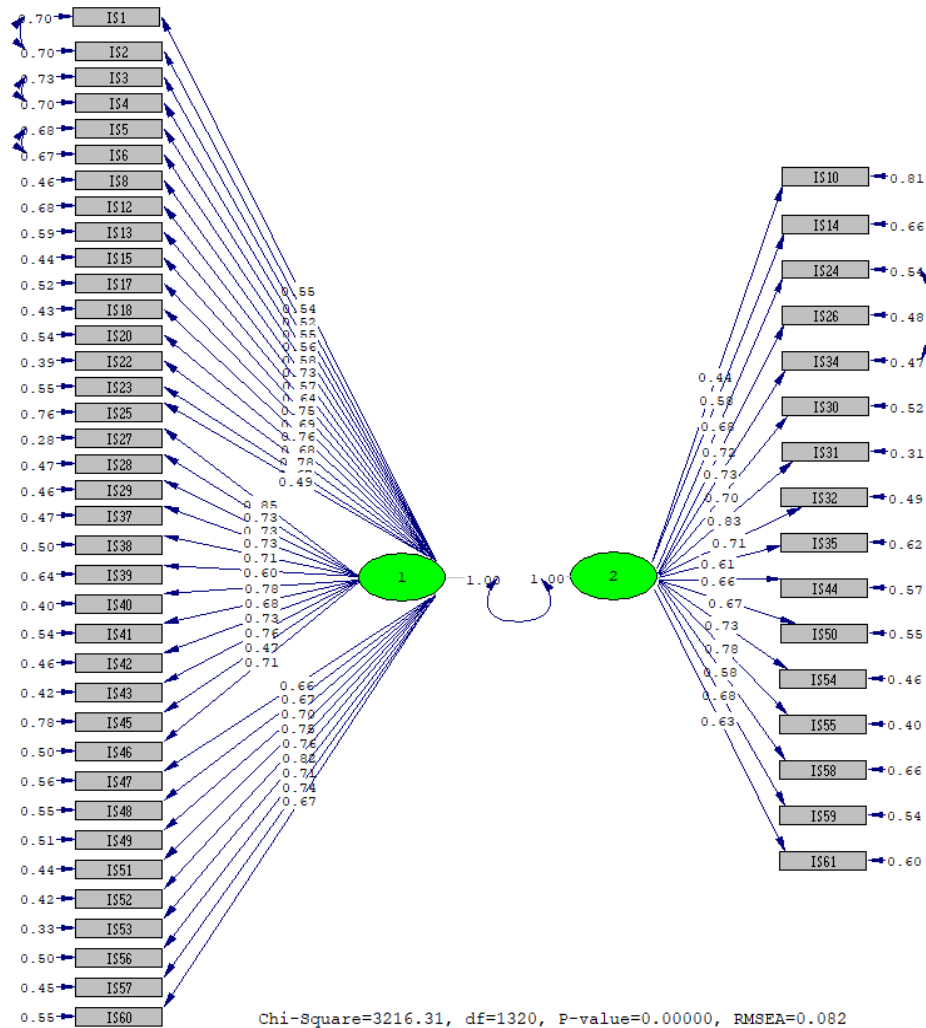 0.70 IS1
0.70 IS2
0.73 IS3
0.70 IS4
0.68 IS5
0.67 IS6
0.46 IS8
0.68 IS12
0.59 IS13
0.44 IS15
0.52 IS17
0.43 IS18
0.54 IS20
0.39 IS22
0.55 IS23
0.76 IS25
0.28 IS27
0.47 IS28
0.46 IS29
0.47 IS37
0.50 IS38
0.64 IS39
0.40 IS40
0.54 IS41
0.46 IS42
0.42 IS43
0.78 IS45
0.50 IS46
0.56 IS47
0.55 IS48
0.51 IS49
0.44 IS51
0.42 IS52
0.33 IS53
0.50 IS56
0.45 IS57
0.55 IS60
0.55
0.54
0.52
0.55
0.56
0.58
0.73
0.57
0.64
0.75
0.69
0.76
0.68
0.78
0.49
0.85
0.73
0.73
0.73
0.71
0.60
0.78
0.68
0.73
0.76
0.47
0.71
0.66
0.67
0.70
0.75
0.76
0.82
0.71
0.74
0.67
1 1.00 1.00 2
0.44
0.58
0.68
0.72
0.73
0.70
0.83
0.71
0.61
0.66
0.67
0.73
0.78
0.58
0.68
0.63
IS10 0.81
IS14 0.66
IS24 0.54
IS26 0.48
IS34 0.47
IS30 0.52
IS31 0.31
IS32 0.49
IS35 0.62
IS44 0.57
IS50 0.55
IS54 0.46
IS55 0.40
IS58 0.66
IS59 0.54
IS61 0.60
Chi-Square=3216.31, df=1320, P-value=0.00000, RMSEA=0.082